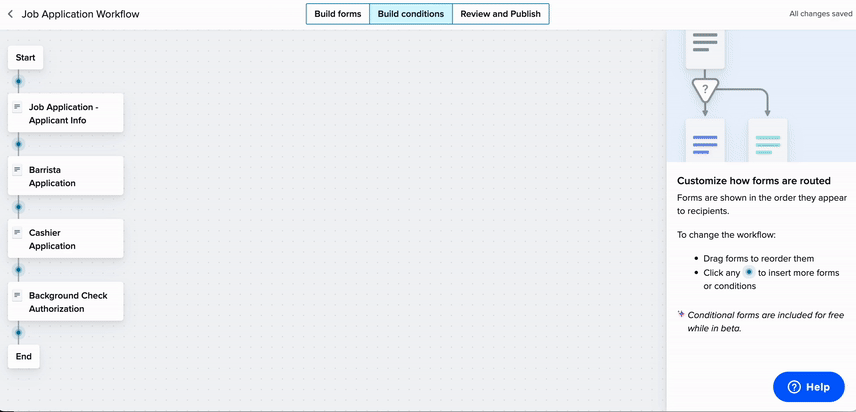 Job Application Workflow
Build forms
Build conditions
Review and Publish
All changes saved
Start
Job Application -
Applicant Info
Barrista
Application
Cashier
Application
Background Check
Authorization
End
?
Customize how forms are routed
Forms are shown in the order they appear
to recipients.
To change the workflow:
• Drag forms to reorder them
• Click any to insert more forms
or conditions
Conditional forms are included for free
while in beta.
? Help